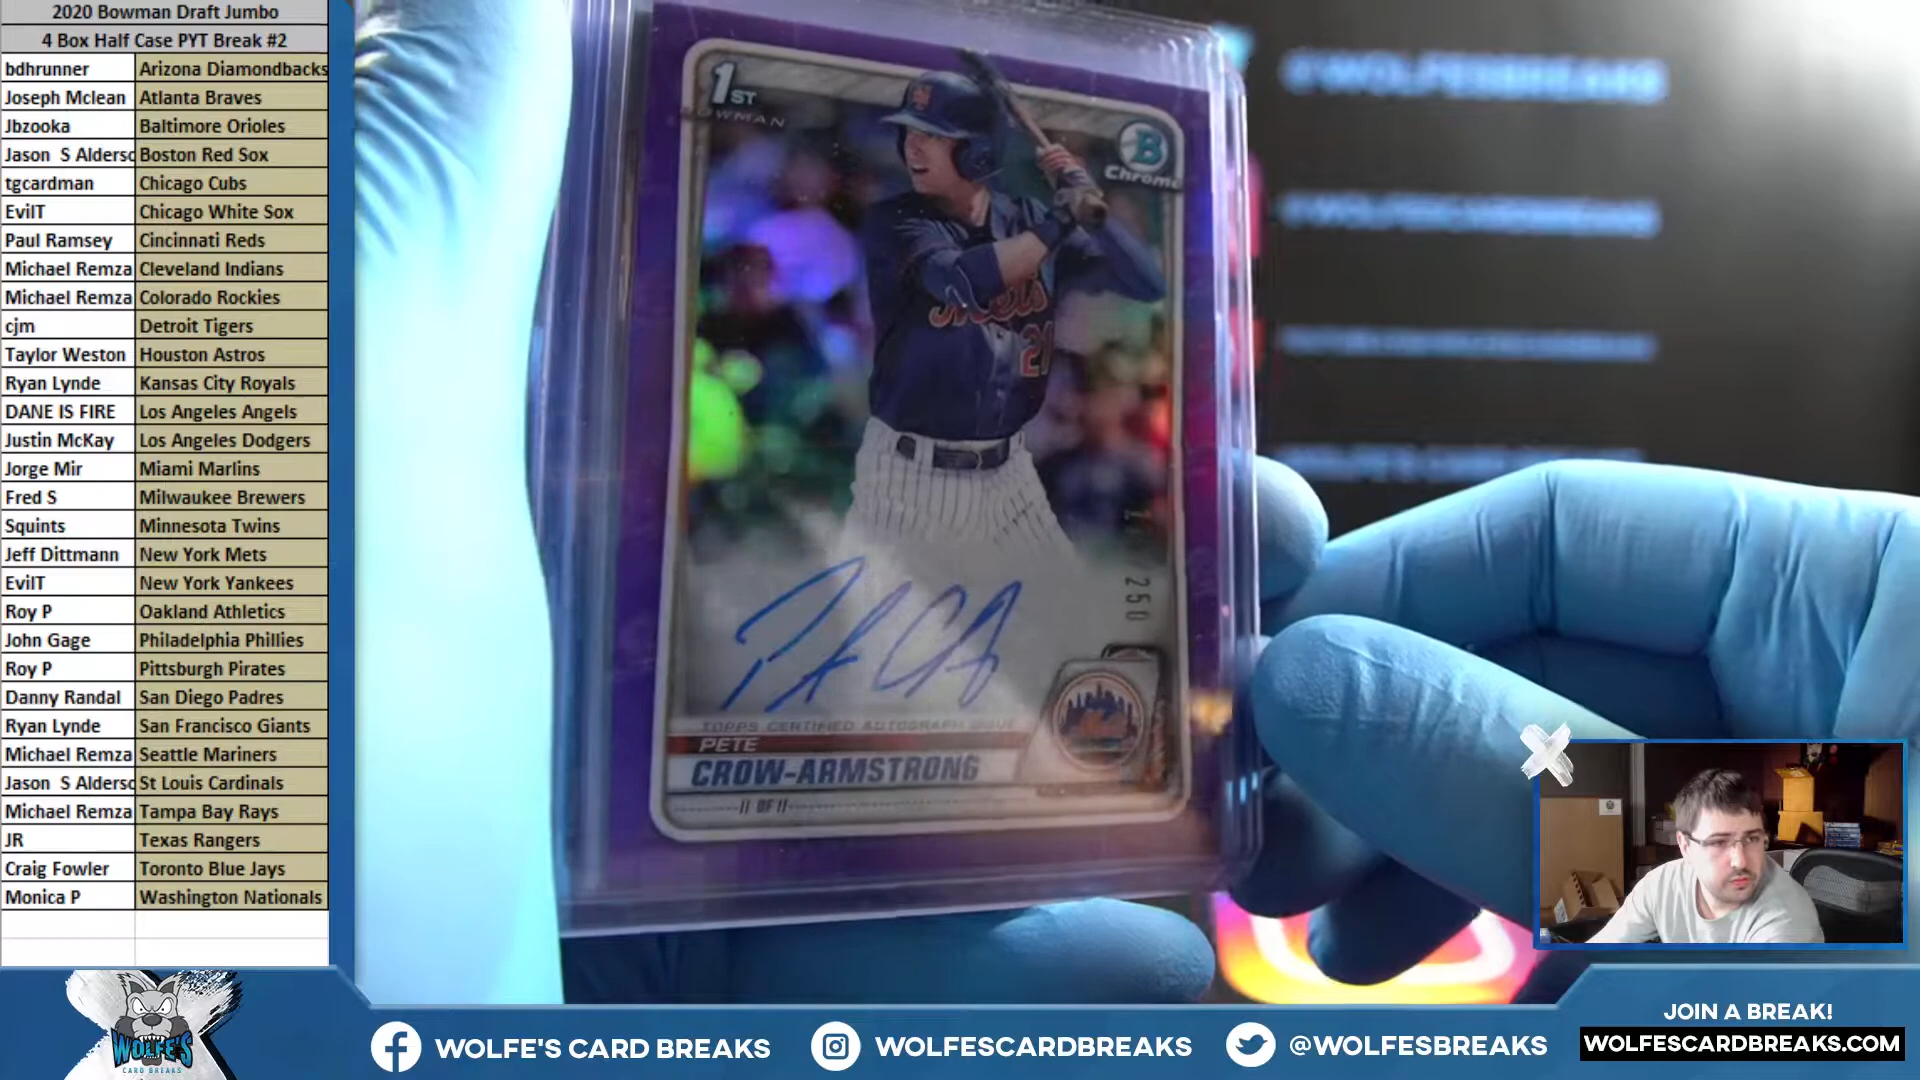 2020 Bowman Draft Jumbo
4 Box Half Case PYT Break #2
bdhrunner Arizona Diamondbacks
Joseph Mclean Atlanta Braves
Jbzooka Baltimore Orioles
Jason S Alderso Boston Red Sox
tgcardman Chicago Cubs
EvilT Chicago White Sox
Paul Ramsey Cincinnati Reds
Michael Remza Cleveland Indians
Michael Remza Colorado Rockies
cjm Detroit Tigers
Taylor Weston Houston Astros
Ryan Lynde Kansas City Royals
DANE IS FIRE Los Angeles Angels
Justin McKay Los Angeles Dodgers
Jorge Mir Miami Marlins
Fred S Milwaukee Brewers
Squints Minnesota Twins
Jeff Dittmann New York Mets
EvilT New York Yankees
Roy P Oakland Athletics
John Gage Philadelphia Phillies
Roy P Pittsburgh Pirates
Danny Randal San Diego Padres
Ryan Lynde San Francisco Giants
Michael Remza Seattle Mariners
Jason S Alderso St Louis Cardinals
Michael Remza Tampa Bay Rays
JR Texas Rangers
Craig Fowler Toronto Blue Jays
Monica P Washington Nationals
1ST
BOWMAN
B
Chrome
Mets
21
250
TOPPS CERTIFIED AUTOGRAPH ISSUE
PETE
CROW-ARMSTRONG
11 OF 11
#WOLFESBREAKS
WOLFE'S
CARD BREAKS
WOLFE'S CARD BREAKS
WOLFESCARDBREAKS
@WOLFESBREAKS
JOIN A BREAK!
WOLFESCARDBREAKS.COM